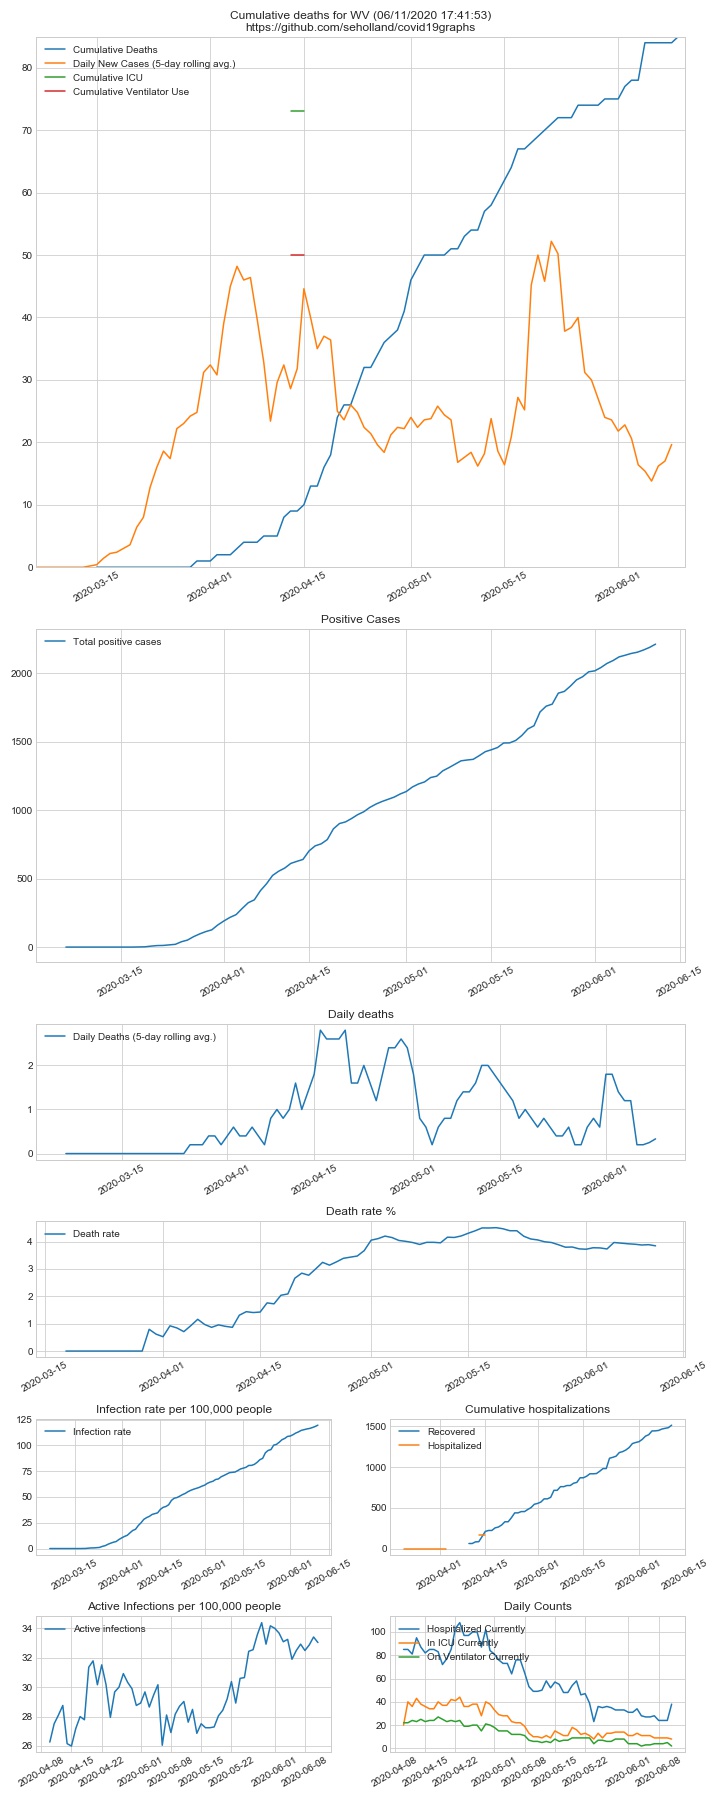 Cumulative deaths for WV (06/11/2020 17:41:53)
https://github.com/seholland/covid19graphs
Cumulative Deaths
Daily New Cases (5-day rolling avg.)
Cumulative ICU
Cumulative Ventilator Use
80
70
60
50
40
30
20
10
0
2020-03-15 2020-04-01 2020-04-15 2020-05-01 2020-05-15 2020-06-01
Positive Cases
Total positive cases
2000
1500
1000
500
0
2020-03-15 2020-04-01 2020-04-15 2020-05-01 2020-05-15 2020-06-01 2020-06-15
Daily deaths
Daily Deaths (5-day rolling avg.)
2
1
0
2020-03-15 2020-04-01 2020-04-15 2020-05-01 2020-05-15 2020-06-01
Death rate %
Death rate
4
3
2
1
0
2020-03-15 2020-04-01 2020-04-15 2020-05-01 2020-05-15 2020-06-01 2020-06-15
Infection rate per 100,000 people
Infection rate
125
100
75
50
25
0
2020-03-15 2020-04-01 2020-04-15 2020-05-01 2020-05-15 2020-06-01 2020-06-15
Cumulative hospitalizations
Recovered
Hospitalized
1500
1000
500
0
2020-04-01 2020-04-15 2020-05-01 2020-05-15 2020-06-01 2020-06-15
Active Infections per 100,000 people
Active infections
34
32
30
28
26
2020-04-08 2020-04-15 2020-04-22 2020-05-01 2020-05-08 2020-05-15 2020-05-22 2020-06-01 2020-06-08
Daily Counts
Hospitalized Currently
In ICU Currently
On Ventilator Currently
100
80
60
40
20
0
2020-04-08 2020-04-15 2020-04-22 2020-05-01 2020-05-08 2020-05-15 2020-05-22 2020-06-01 2020-06-08